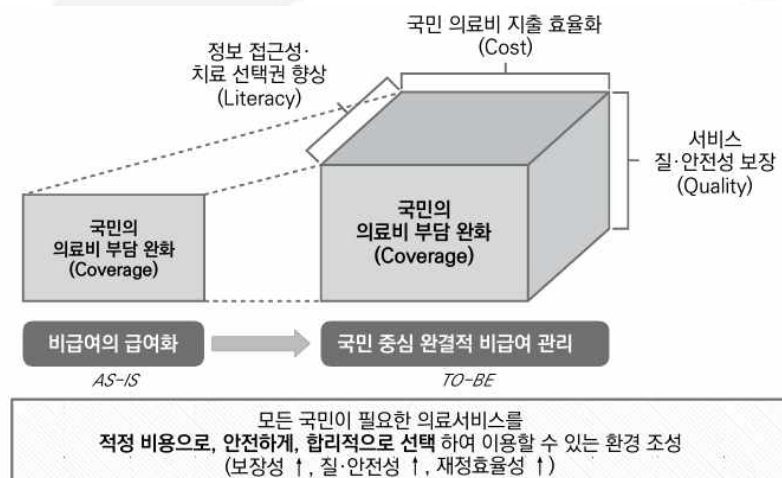 국민 의료비 지출 효율화
(Cost)
정보 접근성·
치료 선택권 향상
(Literacy)
서비스
질·안전성 보장
(Quality)
국민의
의료비 부담 완화
(Coverage)
국민의
의료비 부담 완화
(Coverage)
비급여의 급여화
국민 중심 완결적 비급여 관리
AS-IS
TO-BE
모든 국민이 필요한 의료서비스를
적정 비용으로, 안전하게, 합리적으로 선택 하여 이용할 수 있는 환경 조성
(보장성 ↑, 질·안전성 ↑, 재정효율성 ↑)